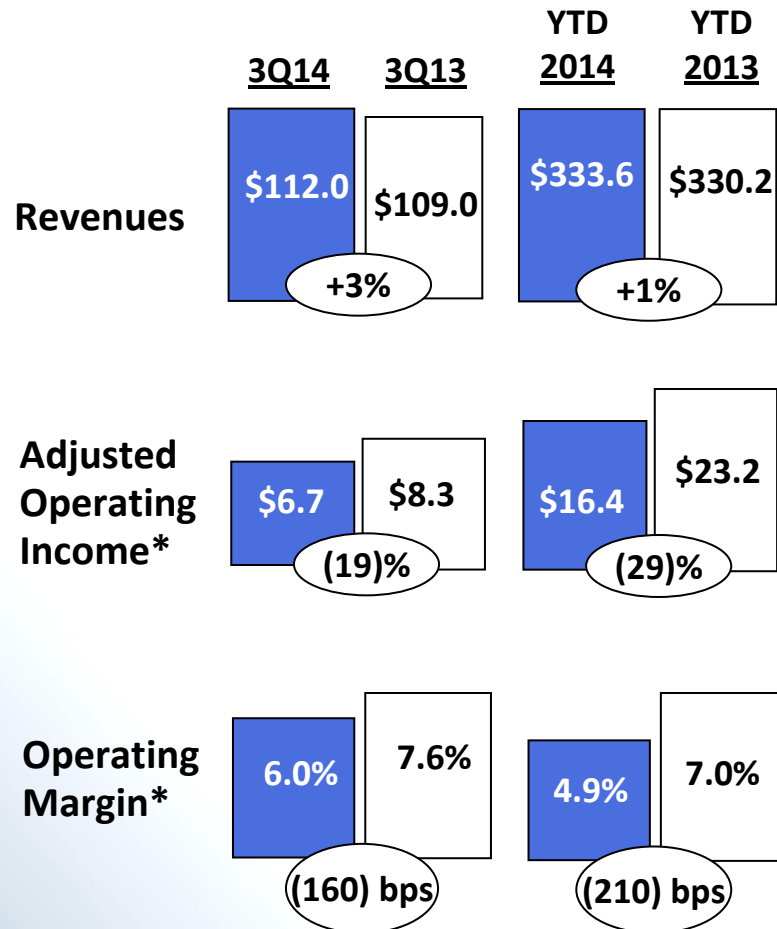 3Q14 3Q13 YTD 2014 YTD 2013
Revenues
$112.0 $109.0 $333.6 $330.2
+3% +1%
Adjusted
Operating
Income*
$6.7 $8.3 $16.4 $23.2
(19)% (29)%
Operating
Margin*
6.0% 7.6% 4.9% 7.0%
(160) bps (210) bps